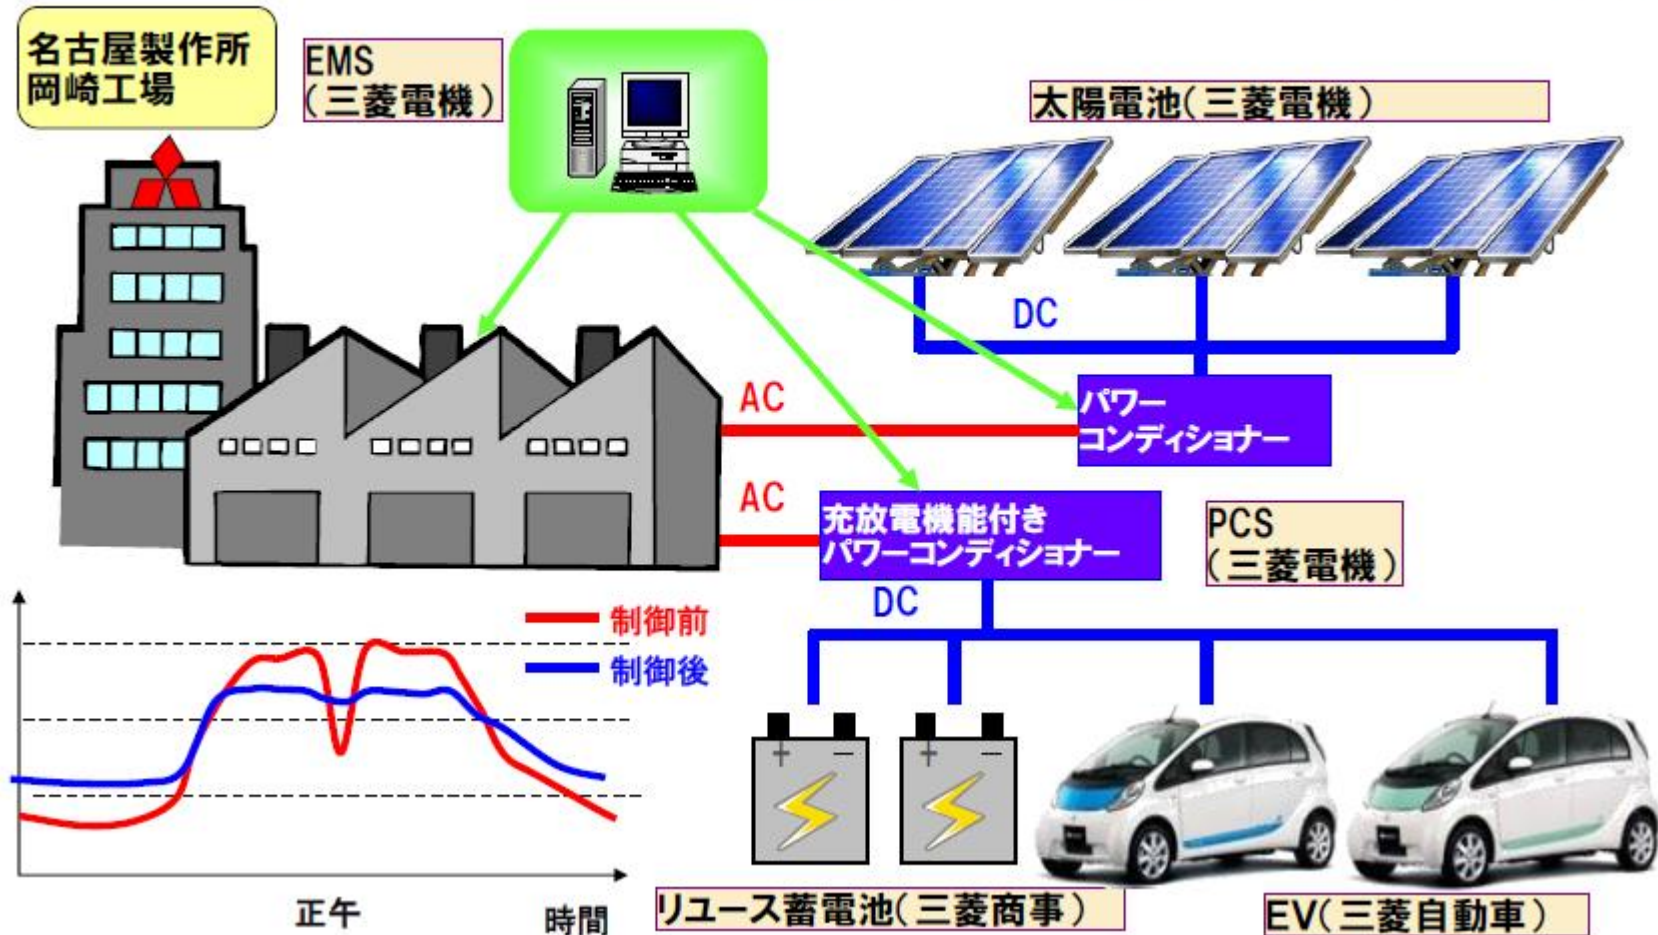 名古屋製作所
岡崎工場
EMS
(三菱電機)
太陽電池(三菱電機)
DC
AC
パワー
コンディショナー
AC
充放電機能付き
パワーコンディショナー
PCS
(三菱電機)
DC
制御前
制御後
正午
時間
+ −
+ −
リユース蓄電池(三菱商事)
EV(三菱自動車)